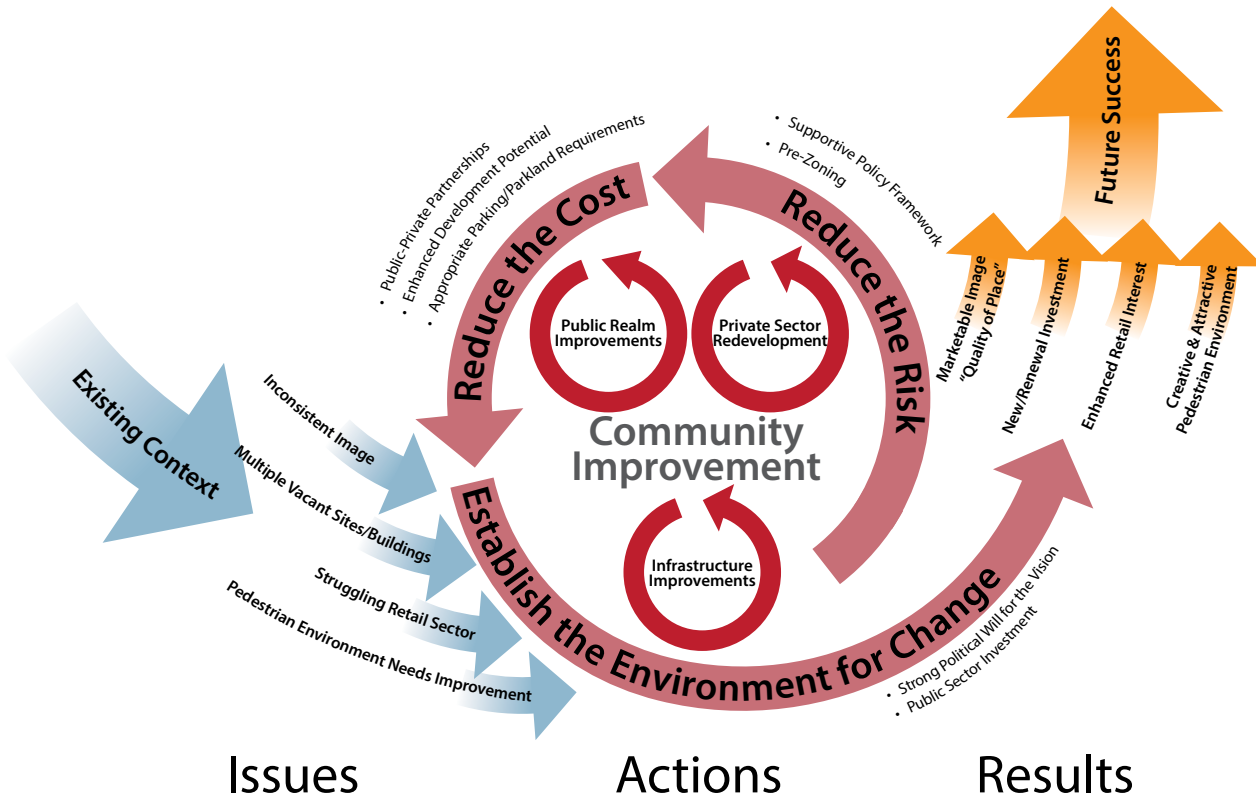 Existing Context
Inconsistent Image
Multiple Vacant Sites/Buildings
Struggling Retail Sector
Pedestrian Environment Needs Improvement
• Public-Private Partnerships
• Enhanced Development Potential
• Appropriate Parking/Parkland Requirements
Reduce the Cost
• Supportive Policy Framework
• Pre-Zoning
Reduce the Risk
Public Realm
Improvements
Private Sector
Redevelopment
Community
Improvement
Infrastructure
Improvements
Establish the Environment for Change
• Strong Political Will for the Vision
• Public Sector Investment
Future Success
Marketable Image
“Quality of Place”
New/Renewal Investment
Enhanced Retail Interest
Creative & Attractive
Pedestrian Environment
Issues
Actions
Results